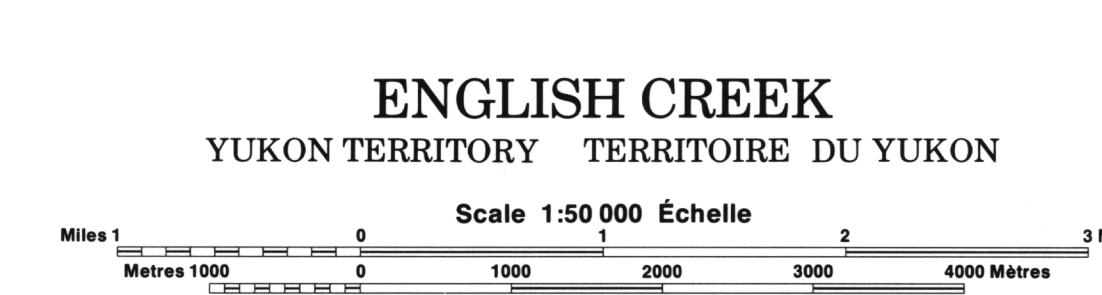 ENGLISH CREEK
YUKON TERRITORY TERRITOIRE DU YUKON
Scale 1:50 000 Échelle
Miles 1 0 1 2 3
Metres 1000 0 1000 2000 3000 4000 Mètres